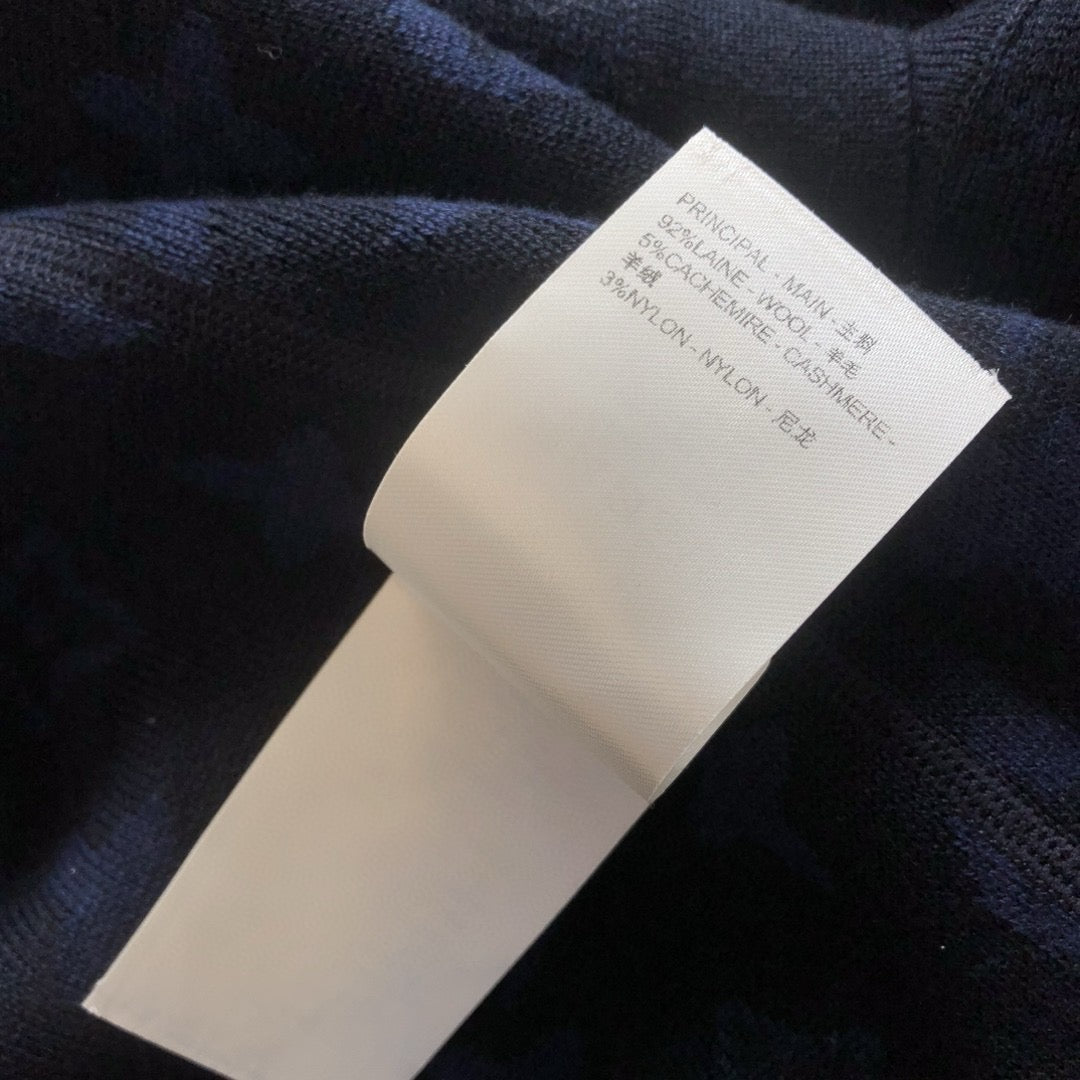 PRINCIPAL - MAIN - 主料
92%LAINE - WOOL - 羊毛
5%CACHEMIRE - CASHMERE -
羊绒
3%NYLON - NYLON - 尼龙